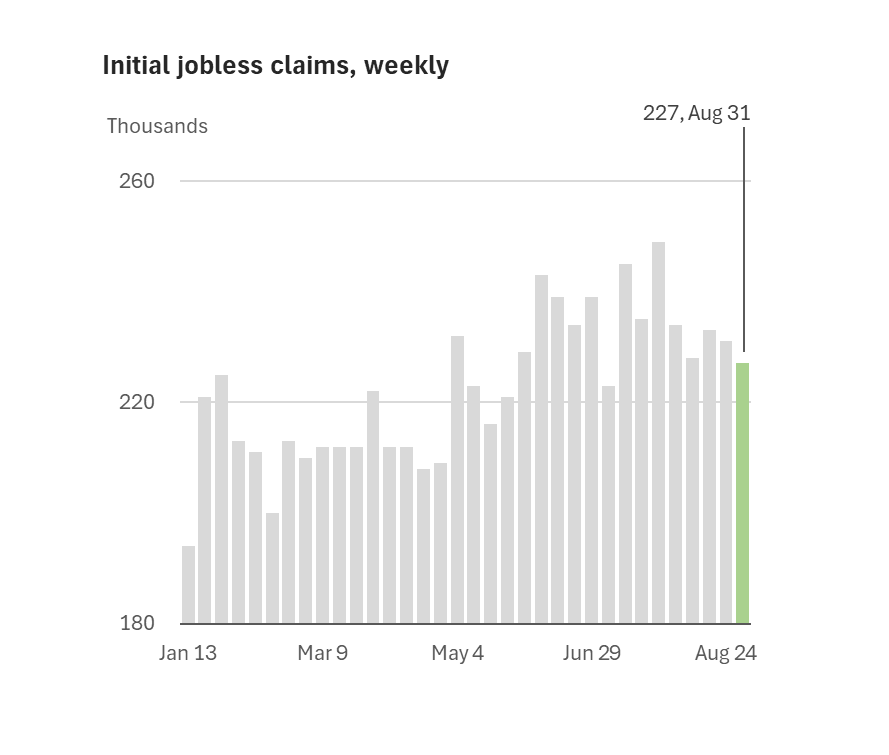 Initial jobless claims, weekly
227, Aug 31
Thousands
260
220
180
Jan 13 Mar 9 May 4 Jun 29 Aug 24